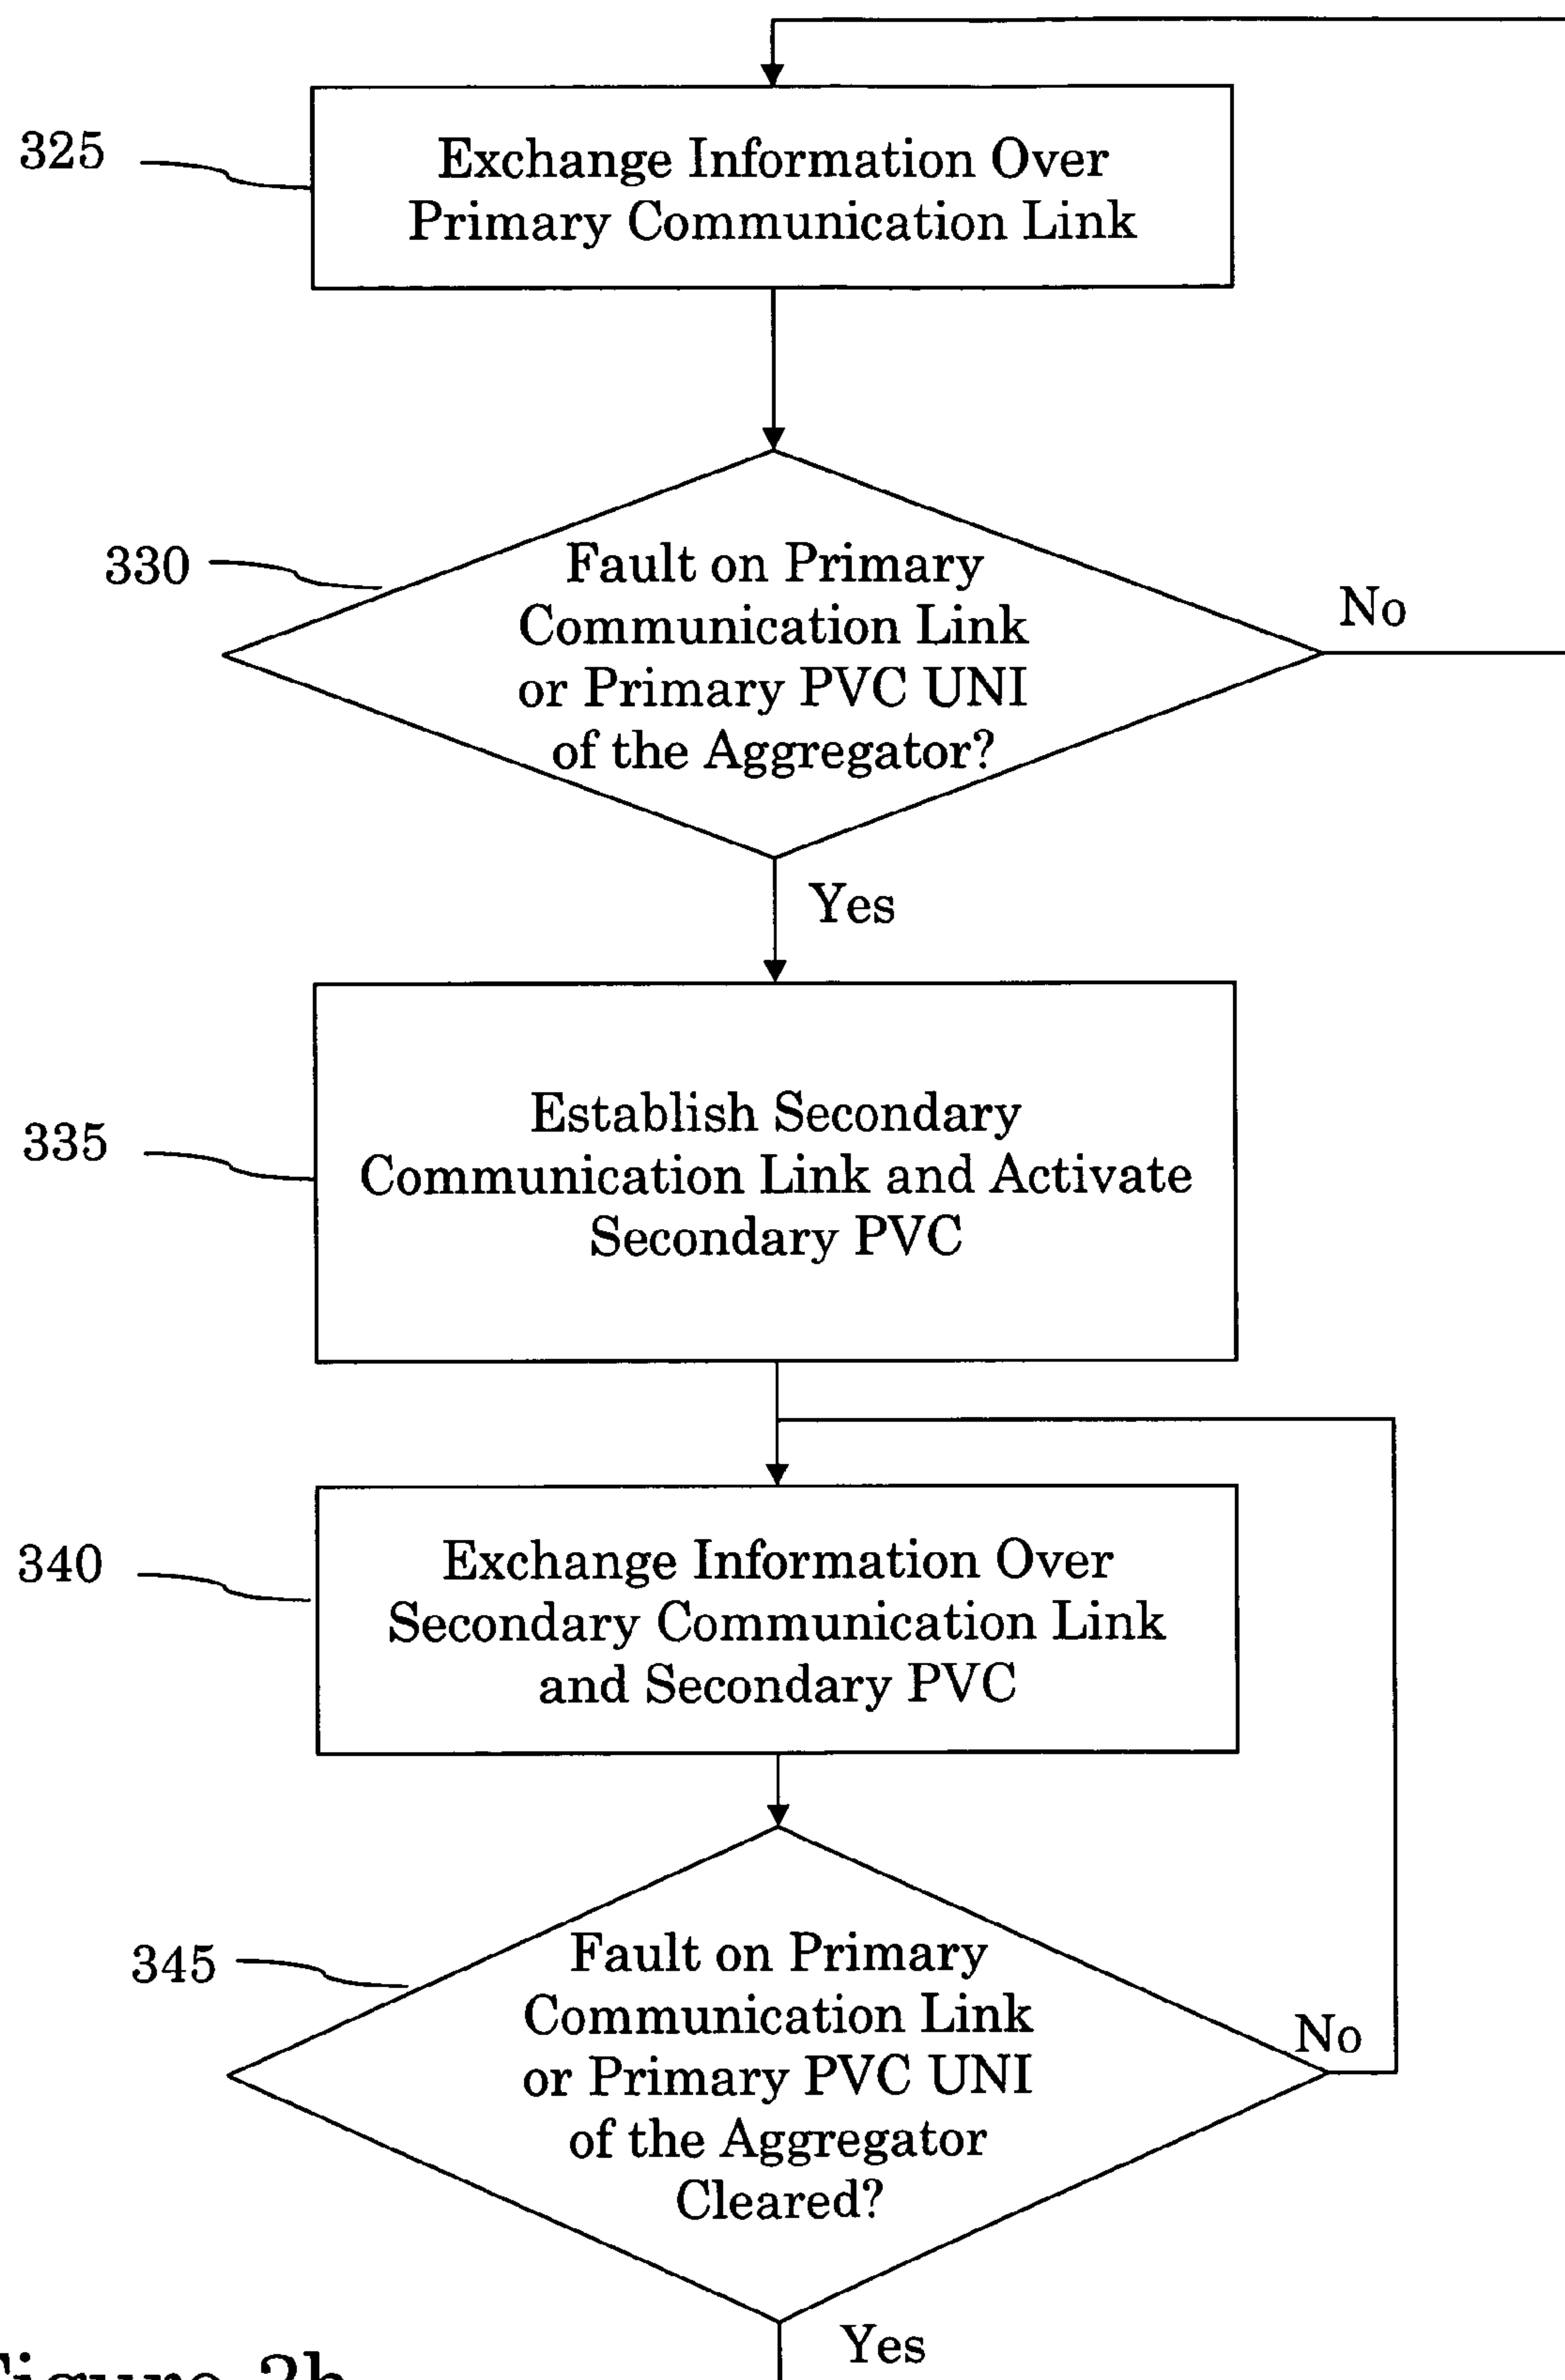 325
Exchange Information Over
Primary Communication Link
330
Fault on Primary
Communication Link
or Primary PVC UNI
of the Aggregator?
No
Yes
335
Establish Secondary
Communication Link and Activate
Secondary PVC
340
Exchange Information Over
Secondary Communication Link
and Secondary PVC
345
Fault on Primary
Communication Link
or Primary PVC UNI
of the Aggregator
Cleared?
No
Yes